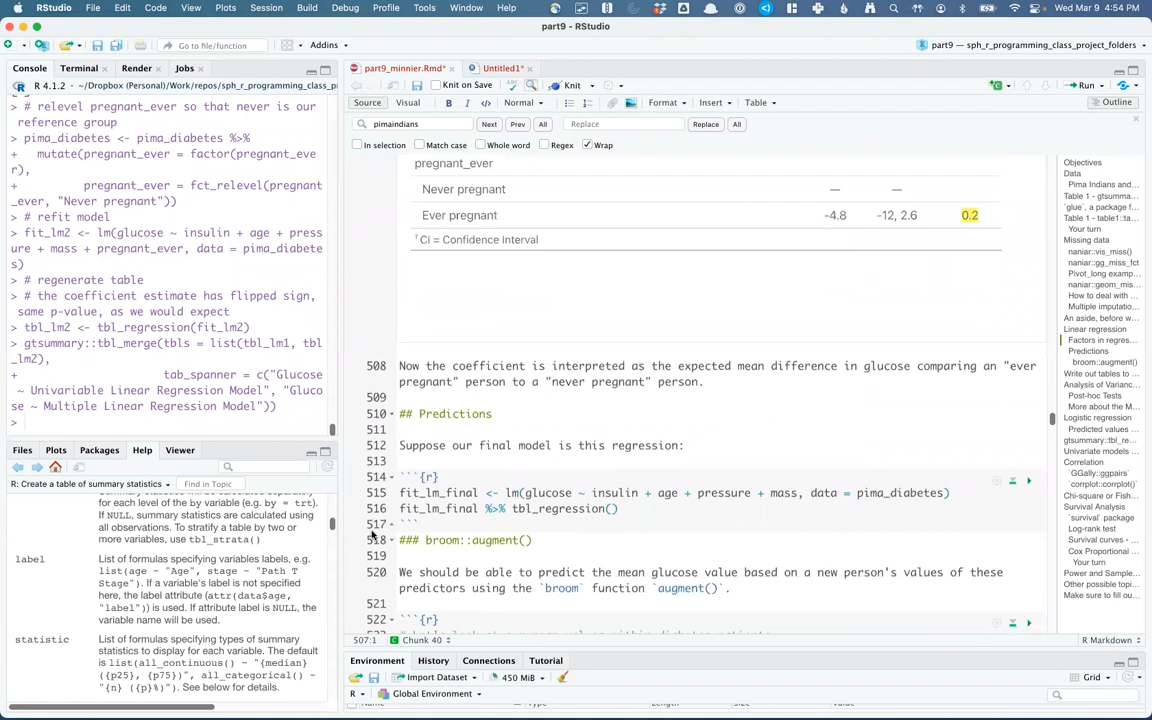 RStudio File Edit Code View Plots Session Build Debug Profile Tools Window Help Wed Mar 9 4:54 PM
part9 - RStudio
Go to file/function Addins part9 – sph_r_programming_class_project_folders
Console Terminal Render Jobs
R 4.1.2 · ~/Dropbox (Personal)/Work/repos/sph_r_programming_class_p
> # relevel pregnant_ever so that never is our
 reference group
> pima_diabetes <- pima_diabetes %>%
+ mutate(pregnant_ever = factor(pregnant_eve
r),
+ pregnant_ever = fct_relevel(pregnant
_ever, "Never pregnant"))
> # refit model
> fit_lm2 <- lm(glucose ~ insulin + age + press
ure + mass + pregnant_ever, data = pima_diabete
s)
> # regenerate table
> # the coefficient estimate has flipped sign,
same p-value, as we would expect
> tbl_lm2 <- tbl_regression(fit_lm2)
> gtsummary::tbl_merge(tbls = list(tbl_lm1, tbl
_lm2),
+ tab_spanner = c("Glucose
~ Univariable Linear Regression Model", "Gluco
se ~ Multiple Linear Regression Model"))
>
Files Plots Packages Help Viewer
R: Create a table of summary statistics Find in Topic
level of the by variable (e.g. by = trt). If
NULL, summary statistics are calculated using
all observations. To stratify a table by two or
more variables, use tbl_strata()
label List of formulas specifying variables labels, e.g.
list(age ~ "Age", stage ~ "Path T
Stage"). If a variable's label is not specified
here, the label attribute
(attr(data$age,
"label")) is used. If attribute label is NULL, the
variable name will be used.
statistic List of formulas specifying types of summary
statistics to display for each variable. The default
is list(all_continuous() ~ "{median}
({p25}, {p75})", all_categorical() ~
"{n} ({p}%)"). See below for details.
part9_minnier.Rmd* Untitled1*
Knit on Save Knit Run
Source Visual B I </> Normal Format Insert Table Outline
pimaindians Next Prev All Replace Replace All
In selection Match case Whole word Regex Wrap
pregnant_ever
Never pregnant — —
Ever pregnant -4.8 -12, 2.6 0.2
1 CI = Confidence Interval
508 Now the coefficient is interpreted as the expected mean difference in glucose comparing an "ever
pregnant" person to a "never pregnant" person.
509
510 ## Predictions
511
512 Suppose our final model is this regression:
513
514 ```{r}
515 fit_lm_final <- lm(glucose ~ insulin + age + pressure + mass, data = pima_diabetes)
516 fit_lm_final %>% tbl_regression()
517 ```
518 ### broom::augment()
519
520 We should be able to predict the mean glucose value based on a new person's values of these
predictors using the `broom` function `augment()`.
521
522 ```{r}
507:1 Chunk 40 R Markdown
Objectives
Data
Pima Indians and...
Table 1 - gtsumma...
`glue`, a package f...
Table 1 - table1::ta...
Your turn
Missing data
naniar::vis_miss()
naniar::gg_miss_fct
Pivot_long examp...
naniar::geom_mis...
How to deal with ...
Multiple imputatio...
An aside, before w...
Linear regression
Factors in regres...
Predictions
broom::augment()
Write out tables to ...
Analysis of Varianc...
Post-hoc Tests
More about the M...
Logistic regression
Predicted values ...
gtsummary::tbl_re...
Univariate models ...
Correlation
`GGally::ggpairs`
`corrplot::corrplot()`
Chi-square or Fish...
Survival Analysis
`survival` package
Log-rank test
Survival curves - ...
Cox Proportional ...
Your turn
Power and Sample...
Other possible topi...
Make sure to fill ou...
Environment History Connections Tutorial
Import Dataset 450 MiB Grid
R Global Environment